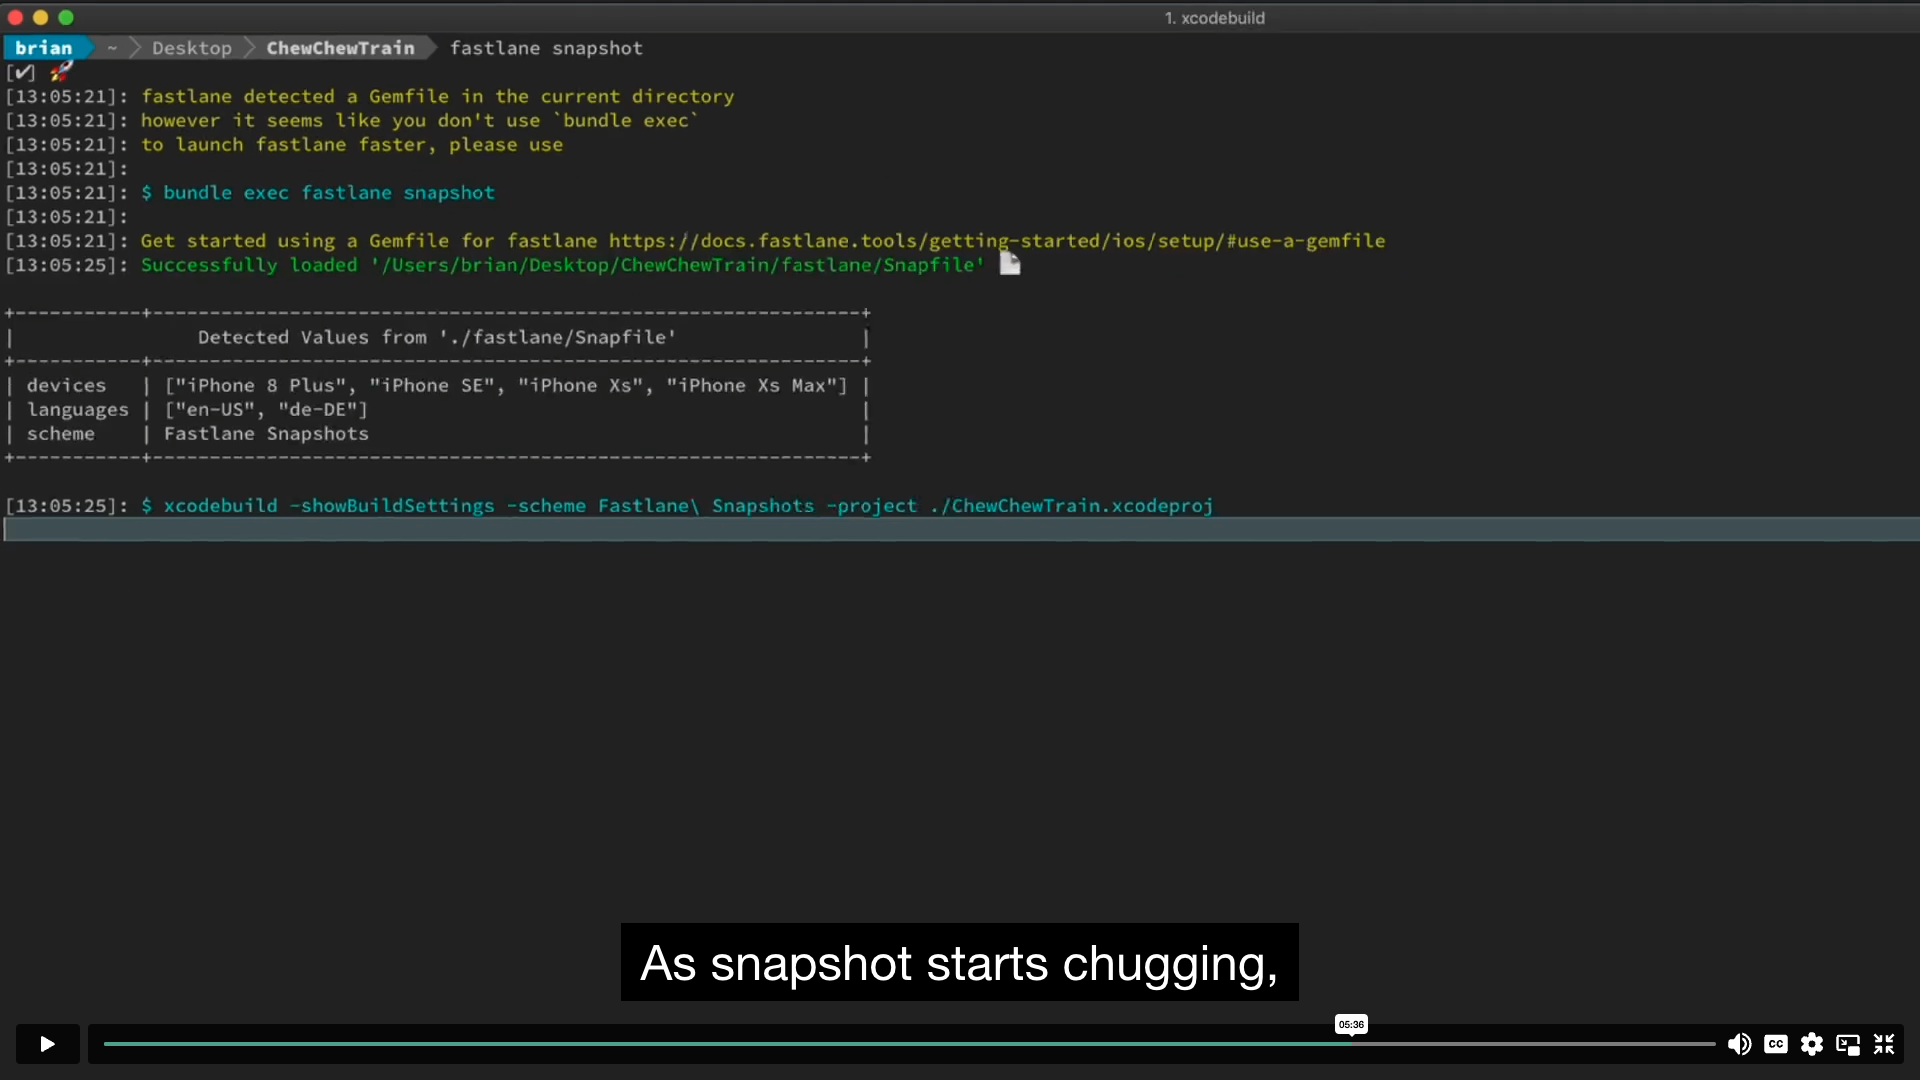 1. xcodebuild
brian ~ Desktop ChewChewTrain fastlane snapshot
[✔] 🚀
[13:05:21]: fastlane detected a Gemfile in the current directory
[13:05:21]: however it seems like you don't use `bundle exec`
[13:05:21]: to launch fastlane faster, please use
[13:05:21]:
[13:05:21]: $ bundle exec fastlane snapshot
[13:05:21]:
[13:05:21]: Get started using a Gemfile for fastlane https://docs.fastlane.tools/getting-started/ios/setup/#use-a-gemfile
[13:05:25]: Successfully loaded '/Users/brian/Desktop/ChewChewTrain/fastlane/Snapfile' 📄
+-----------+--------------------------------------------------------------+
| Detected Values from './fastlane/Snapfile' |
+-----------+--------------------------------------------------------------+
| devices | ["iPhone 8 Plus", "iPhone SE", "iPhone Xs", "iPhone Xs Max"] |
| languages | ["en-US", "de-DE"] |
| scheme | Fastlane Snapshots |
+-----------+--------------------------------------------------------------+
[13:05:25]: $ xcodebuild -showBuildSettings -scheme Fastlane\ Snapshots -project ./ChewChewTrain.xcodeproj
As snapshot starts chugging,
05:36
CC